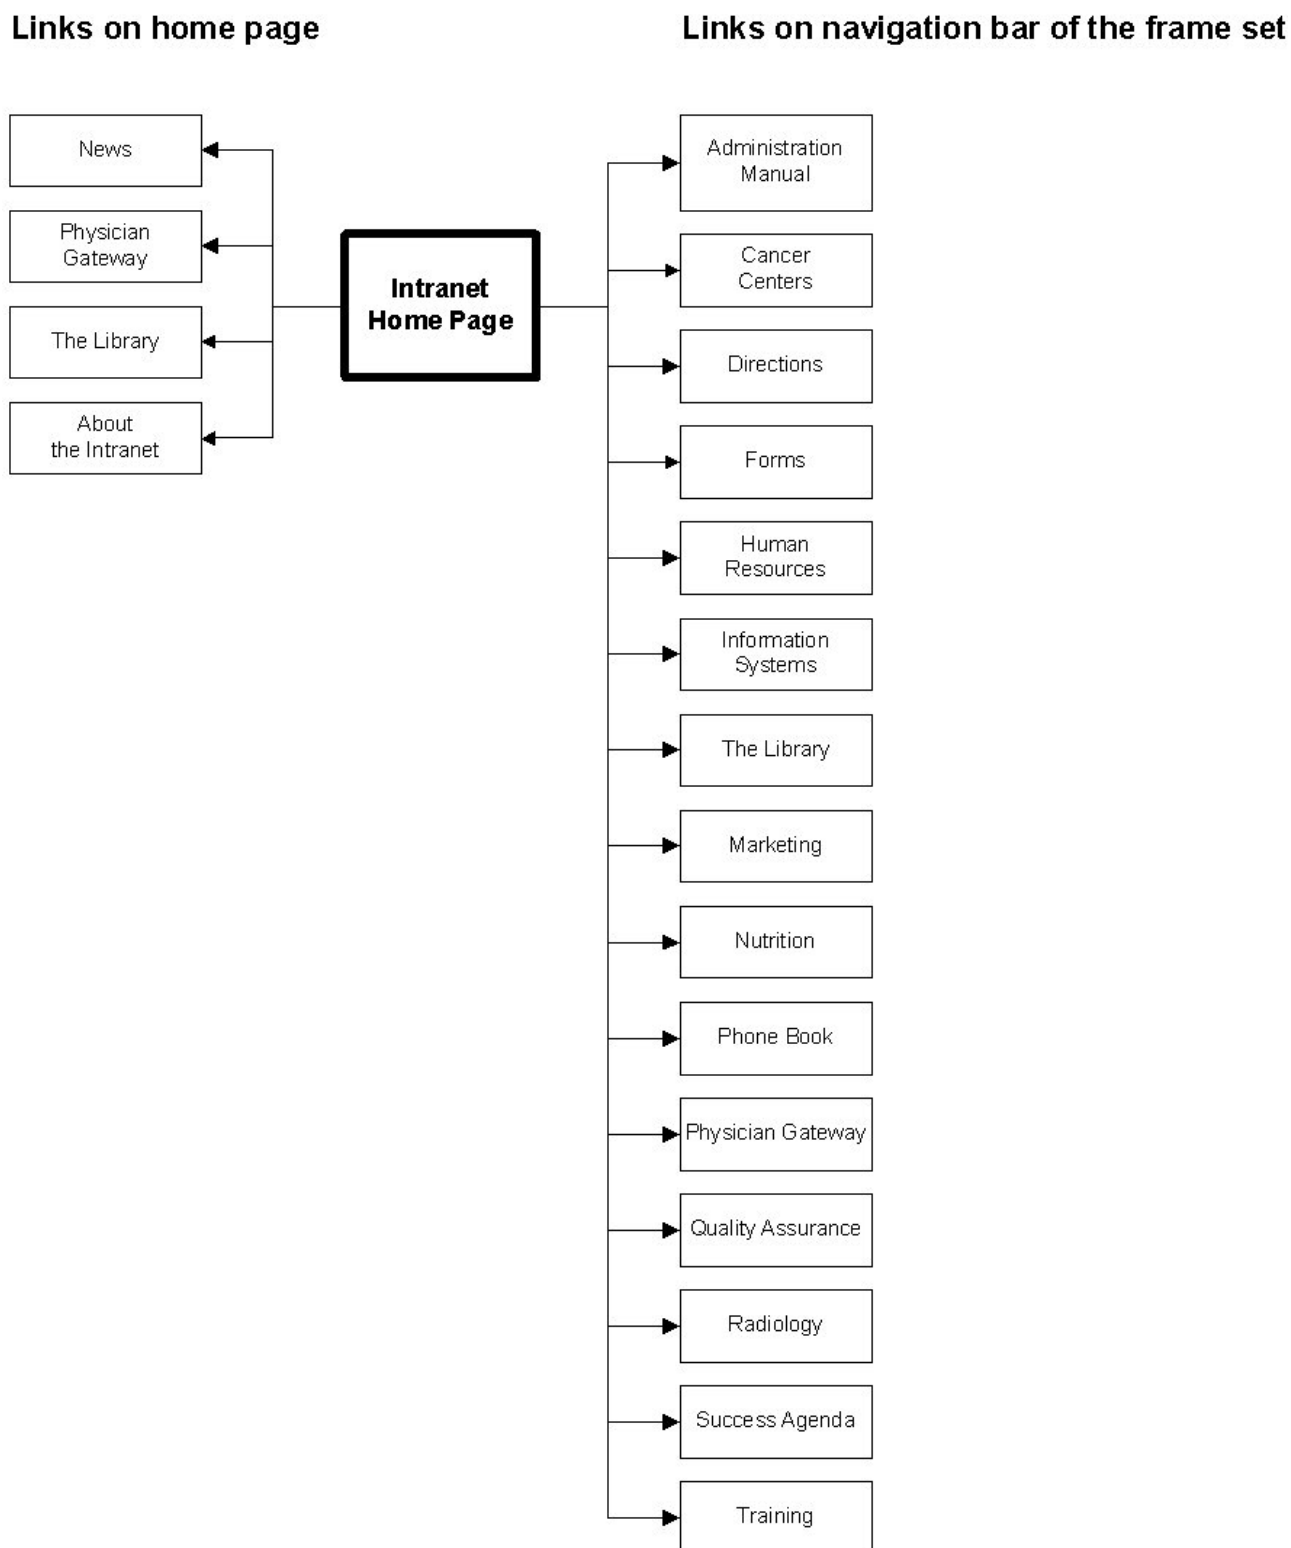 Links on home page
Links on navigation bar of the frame set
News
Physician
Gateway
The Library
About
the Intranet
Intranet
Home Page
Administration
Manual
Cancer
Centers
Directions
Forms
Human
Resources
Information
Systems
The Library
Marketing
Nutrition
Phone Book
Physician Gateway
Quality Assurance
Radiology
Success Agenda
Training